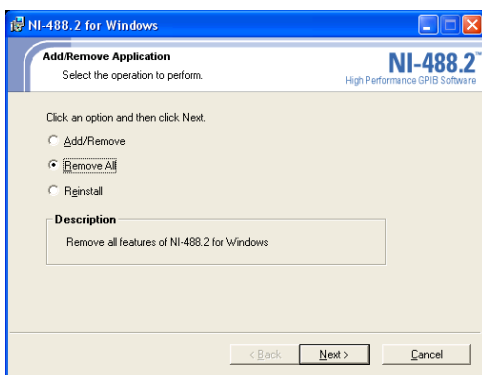 NI-488.2 for Windows
Add/Remove Application
Select the operation to perform.
NI-488.2™
High Performance GPIB Software
Click an option and then click Next.
Add/Remove
Remove All
Reinstall
Description
Remove all features of NI-488.2 for Windows
< Back
Next >
Cancel